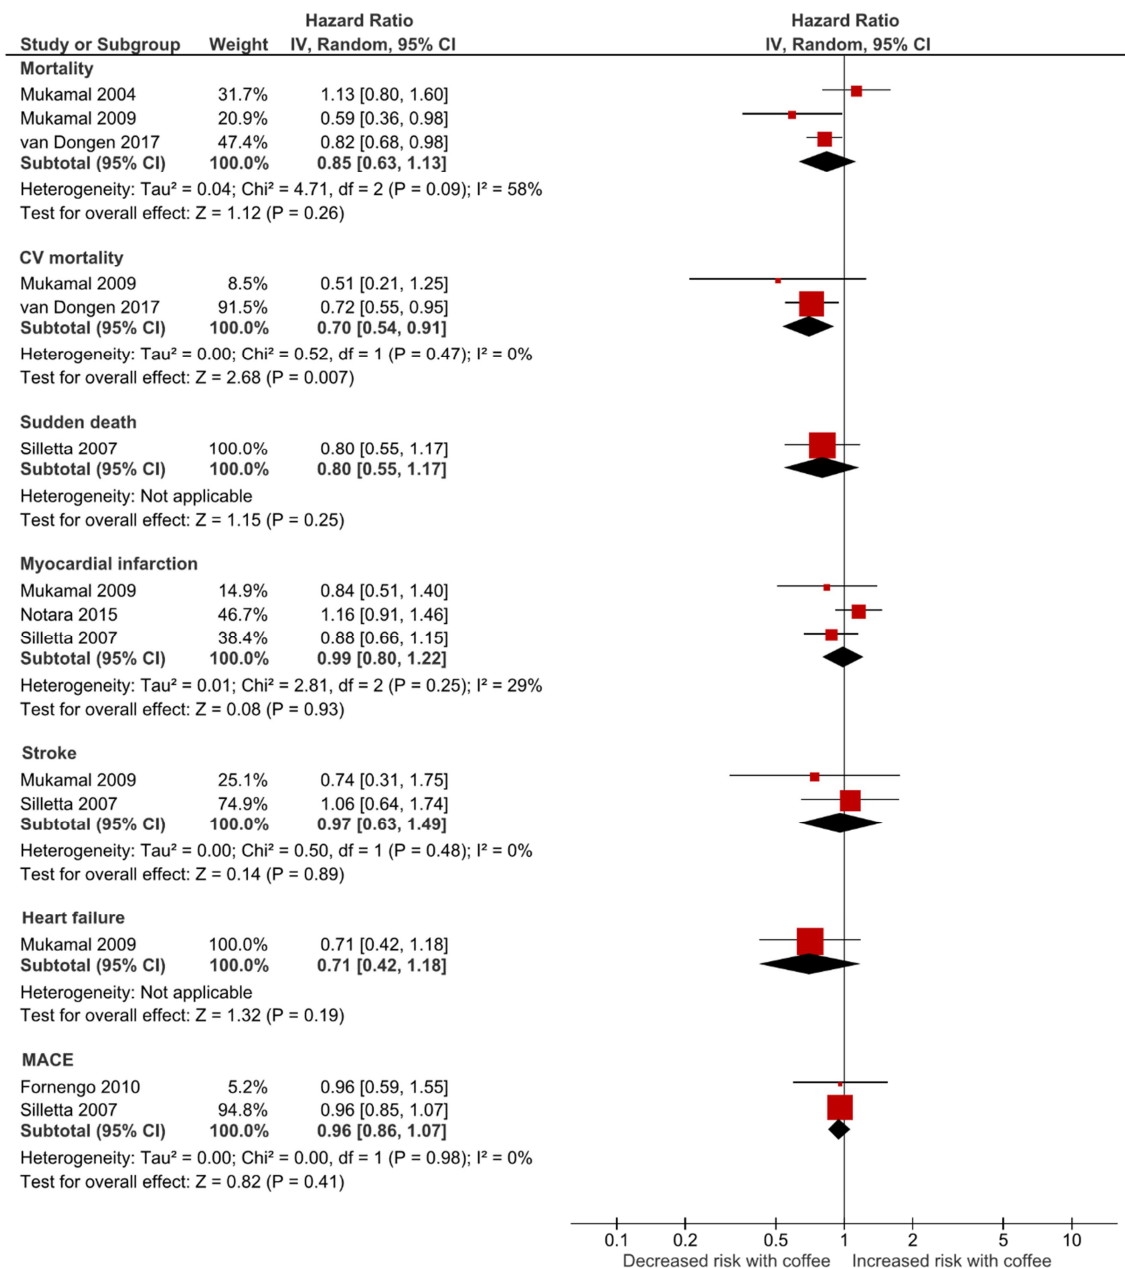 Hazard Ratio Hazard Ratio
Study or Subgroup Weight IV, Random, 95% CI IV, Random, 95% CI
Mortality
Mukamal 2004 31.7% 1.13 [0.80, 1.60]
Mukamal 2009 20.9% 0.59 [0.36, 0.98]
van Dongen 2017 47.4% 0.82 [0.68, 0.98]
Subtotal (95% CI) 100.0% 0.85 [0.63, 1.13]
Heterogeneity: Tau² = 0.04; Chi² = 4.71, df = 2 (P = 0.09); I² = 58%
Test for overall effect: Z = 1.12 (P = 0.26)
CV mortality
Mukamal 2009 8.5% 0.51 [0.21, 1.25]
van Dongen 2017 91.5% 0.72 [0.55, 0.95]
Subtotal (95% CI) 100.0% 0.70 [0.54, 0.91]
Heterogeneity: Tau² = 0.00; Chi² = 0.52, df = 1 (P = 0.47); I² = 0%
Test for overall effect: Z = 2.68 (P = 0.007)
Sudden death
Silletta 2007 100.0% 0.80 [0.55, 1.17]
Subtotal (95% CI) 100.0% 0.80 [0.55, 1.17]
Heterogeneity: Not applicable
Test for overall effect: Z = 1.15 (P = 0.25)
Myocardial infarction
Mukamal 2009 14.9% 0.84 [0.51, 1.40]
Notara 2015 46.7% 1.16 [0.91, 1.46]
Silletta 2007 38.4% 0.88 [0.66, 1.15]
Subtotal (95% CI) 100.0% 0.99 [0.80, 1.22]
Heterogeneity: Tau² = 0.01; Chi² = 2.81, df = 2 (P = 0.25); I² = 29%
Test for overall effect: Z = 0.08 (P = 0.93)
Stroke
Mukamal 2009 25.1% 0.74 [0.31, 1.75]
Silletta 2007 74.9% 1.06 [0.64, 1.74]
Subtotal (95% CI) 100.0% 0.97 [0.63, 1.49]
Heterogeneity: Tau² = 0.00; Chi² = 0.50, df = 1 (P = 0.48); I² = 0%
Test for overall effect: Z = 0.14 (P = 0.89)
Heart failure
Mukamal 2009 100.0% 0.71 [0.42, 1.18]
Subtotal (95% CI) 100.0% 0.71 [0.42, 1.18]
Heterogeneity: Not applicable
Test for overall effect: Z = 1.32 (P = 0.19)
MACE
Fornengo 2010 5.2% 0.96 [0.59, 1.55]
Silletta 2007 94.8% 0.96 [0.85, 1.07]
Subtotal (95% CI) 100.0% 0.96 [0.86, 1.07]
Heterogeneity: Tau² = 0.00; Chi² = 0.00, df = 1 (P = 0.98); I² = 0%
Test for overall effect: Z = 0.82 (P = 0.41)
0.1 0.2 0.5 1 2 5 10
Decreased risk with coffee Increased risk with coffee